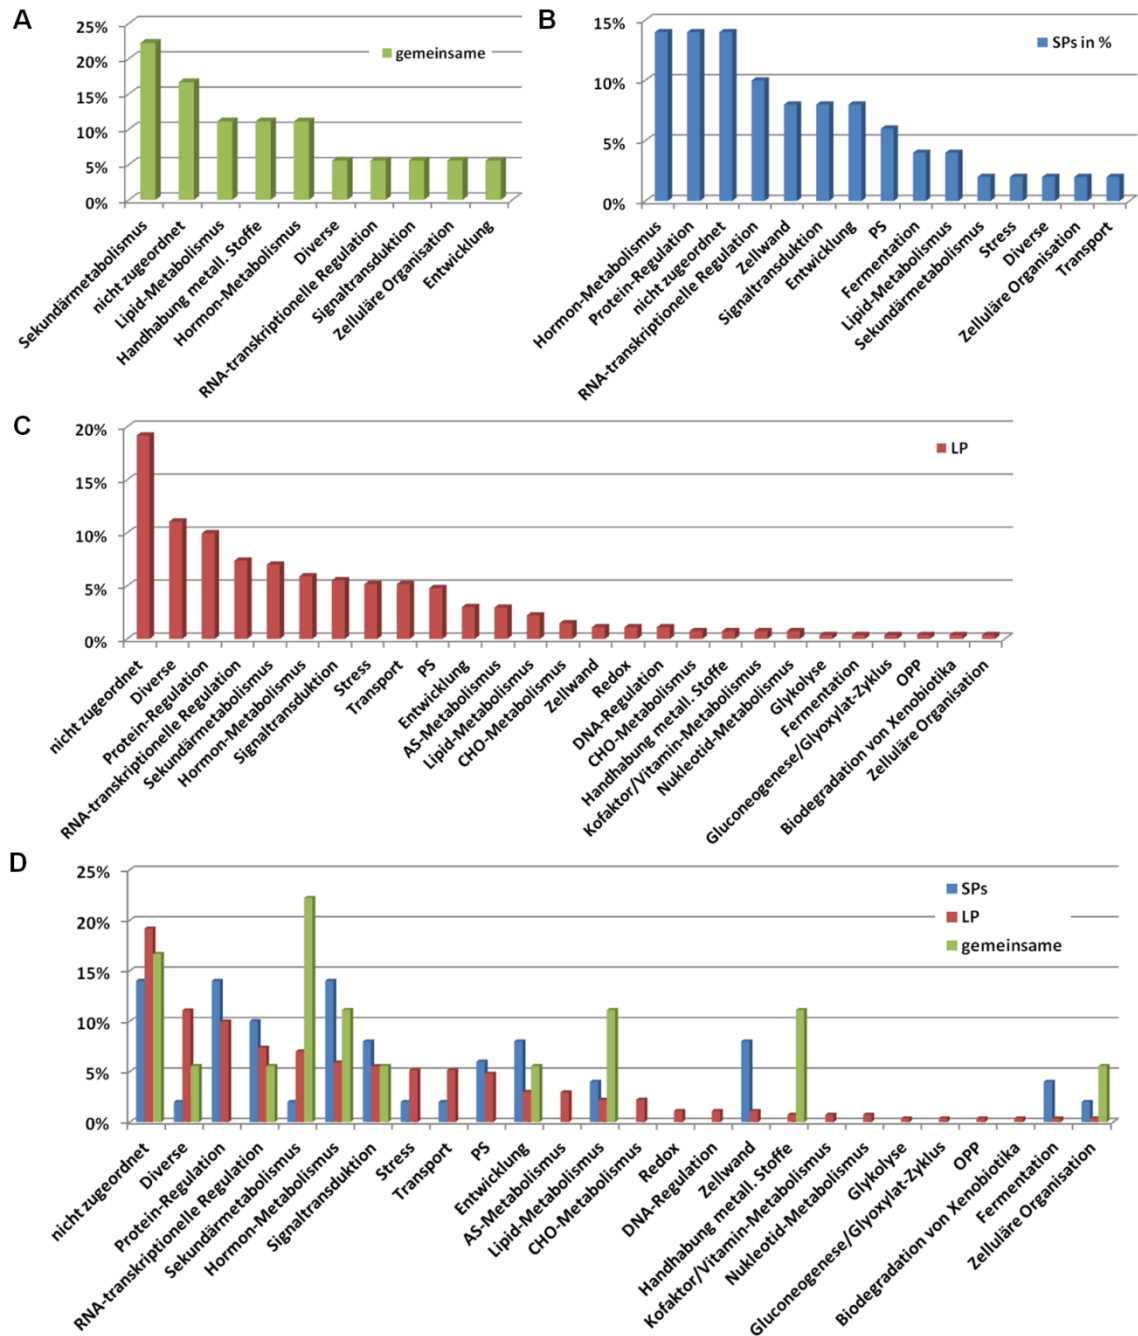 A
25%
20%
15%
10%
5%
0%
gemeinsame
Sekundärmetabolismus
nicht zugeordnet
Lipid-Metabolismus
Handhabung metall. Stoffe
Hormon-Metabolismus
Diverse
RNA-transkriptionelle Regulation
Signaltransduktion
Zelluläre Organisation
Entwicklung
B
15%
10%
5%
0%
SPs in %
Hormon-Metabolismus
Protein-Regulation
nicht zugeordnet
RNA-transkriptionelle Regulation
Zellwand
Signaltransduktion
Entwicklung
PS
Fermentation
Lipid-Metabolismus
Sekundärmetabolismus
Stress
Diverse
Zelluläre Organisation
Transport
C
20%
15%
10%
5%
0%
LP
nicht zugeordnet
Diverse
Protein-Regulation
RNA-transkriptionelle Regulation
Sekundärmetabolismus
Hormon-Metabolismus
Signaltransduktion
Stress
Transport
PS
Entwicklung
AS-Metabolismus
Lipid-Metabolismus
CHO-Metabolismus
Zellwand
Redox
DNA-Regulation
CHO-Metabolismus
Handhabung metall. Stoffe
Kofaktor/Vitamin-Metabolismus
Nukleotid-Metabolismus
Glykolyse
Fermentation
Gluconeogenese/Glyoxylat-Zyklus
OPP
Biodegradation von Xenobiotika
Zelluläre Organisation
D
25%
20%
15%
10%
5%
0%
SPs
LP
gemeinsame
nicht zugeordnet
Diverse
Protein-Regulation
RNA-transkriptionelle Regulation
Sekundärmetabolismus
Hormon-Metabolismus
Signaltransduktion
Stress
Transport
PS
Entwicklung
AS-Metabolismus
Lipid-Metabolismus
CHO-Metabolismus
Redox
DNA-Regulation
Zellwand
Handhabung metall. Stoffe
Kofaktor/Vitamin-Metabolismus
Nukleotid-Metabolismus
Glykolyse
Gluconeogenese/Glyoxylat-Zyklus
OPP
Biodegradation von Xenobiotika
Fermentation
Zelluläre Organisation